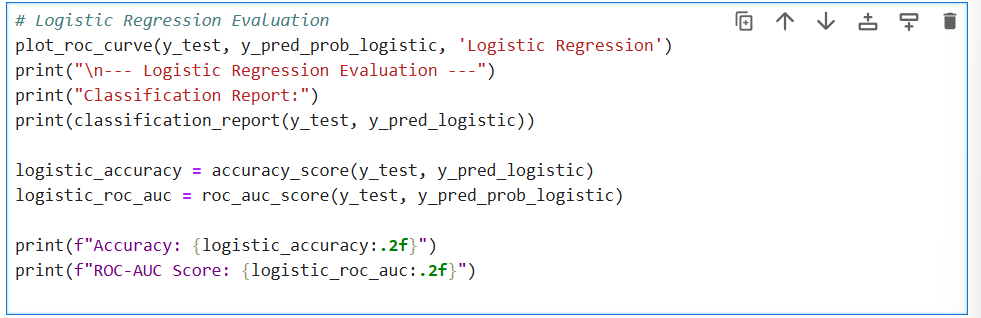 # Logistic Regression Evaluation
plot_roc_curve(y_test, y_pred_prob_logistic, 'Logistic Regression')
print("\n--- Logistic Regression Evaluation ---")
print("Classification Report:")
print(classification_report(y_test, y_pred_logistic))
logistic_accuracy = accuracy_score(y_test, y_pred_logistic)
logistic_roc_auc = roc_auc_score(y_test, y_pred_prob_logistic)
print(f"Accuracy: {logistic_accuracy:.2f}")
print(f"ROC-AUC Score: {logistic_roc_auc:.2f}")